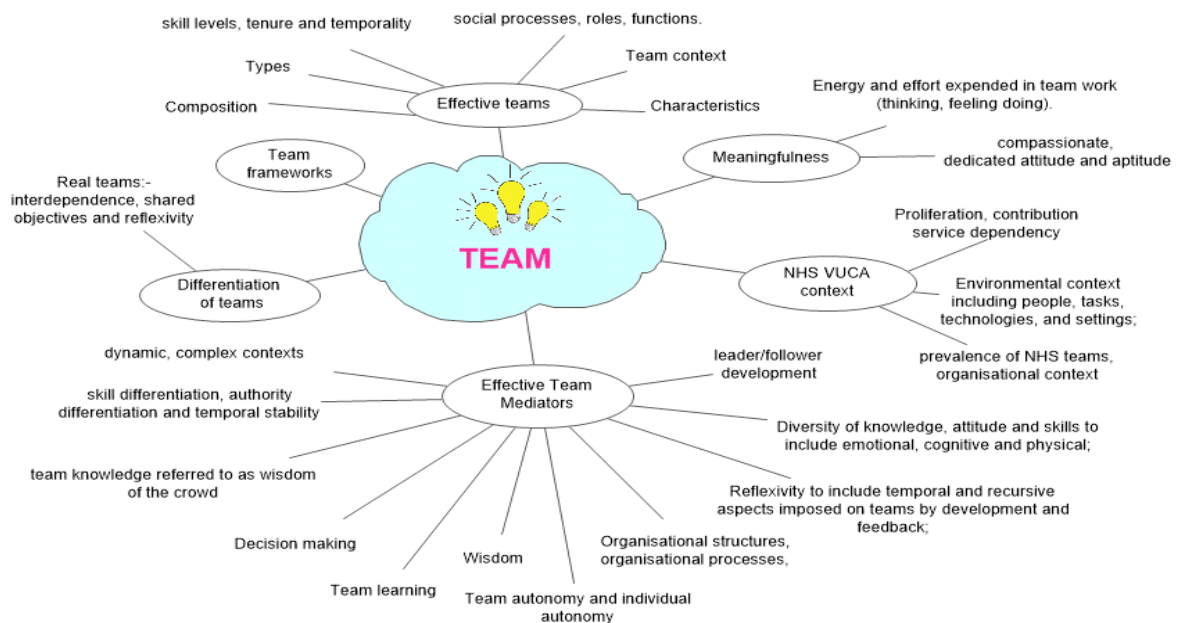 skill levels, tenure and temporality
social processes, roles, functions.
Types
Team context
Composition
Effective teams
Characteristics
Energy and effort expended in team work
(thinking, feeling doing).
Meaningfulness
compassionate,
dedicated attitude and aptitude
Team
frameworks
Real teams:-
interdependence, shared
objectives and reflexivity
TEAM
Proliferation, contribution
service dependency
NHS VUCA
context
Differentiation
of teams
Environmental context
including people, tasks,
technologies, and settings;
prevalence of NHS teams,
organisational context
dynamic, complex contexts
leader/follower
development
Effective Team
Mediators
skill differentiation, authority
differentiation and temporal stability
Diversity of knowledge, attitude and skills to
include emotional, cognitive and physical;
team knowledge referred to as wisdom
of the crowd
Reflexivity to include temporal and recursive
aspects imposed on teams by development and
feedback;
Decision making
Wisdom
Organisational structures,
organisational processes,
Team learning
Team autonomy and individual
autonomy